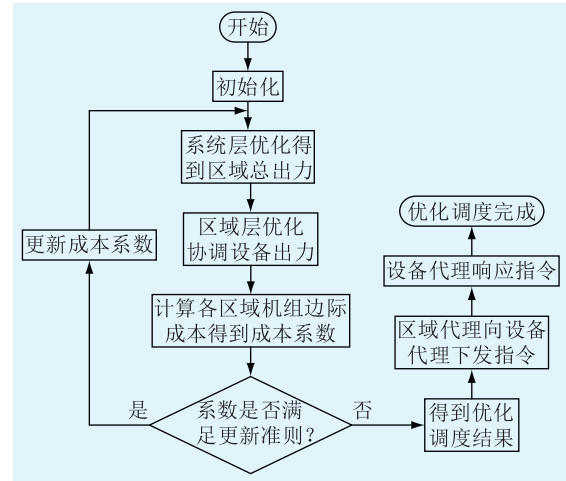 开始
初始化
系统层优化得
到区域总出力
区域层优化
协调设备出力
更新成本系数
计算各区域机组边际
成本得到成本系数
系数是否满
足更新准则?
是
否
得到优化
调度结果
区域代理向设备
代理下发指令
设备代理响应指令
优化调度完成